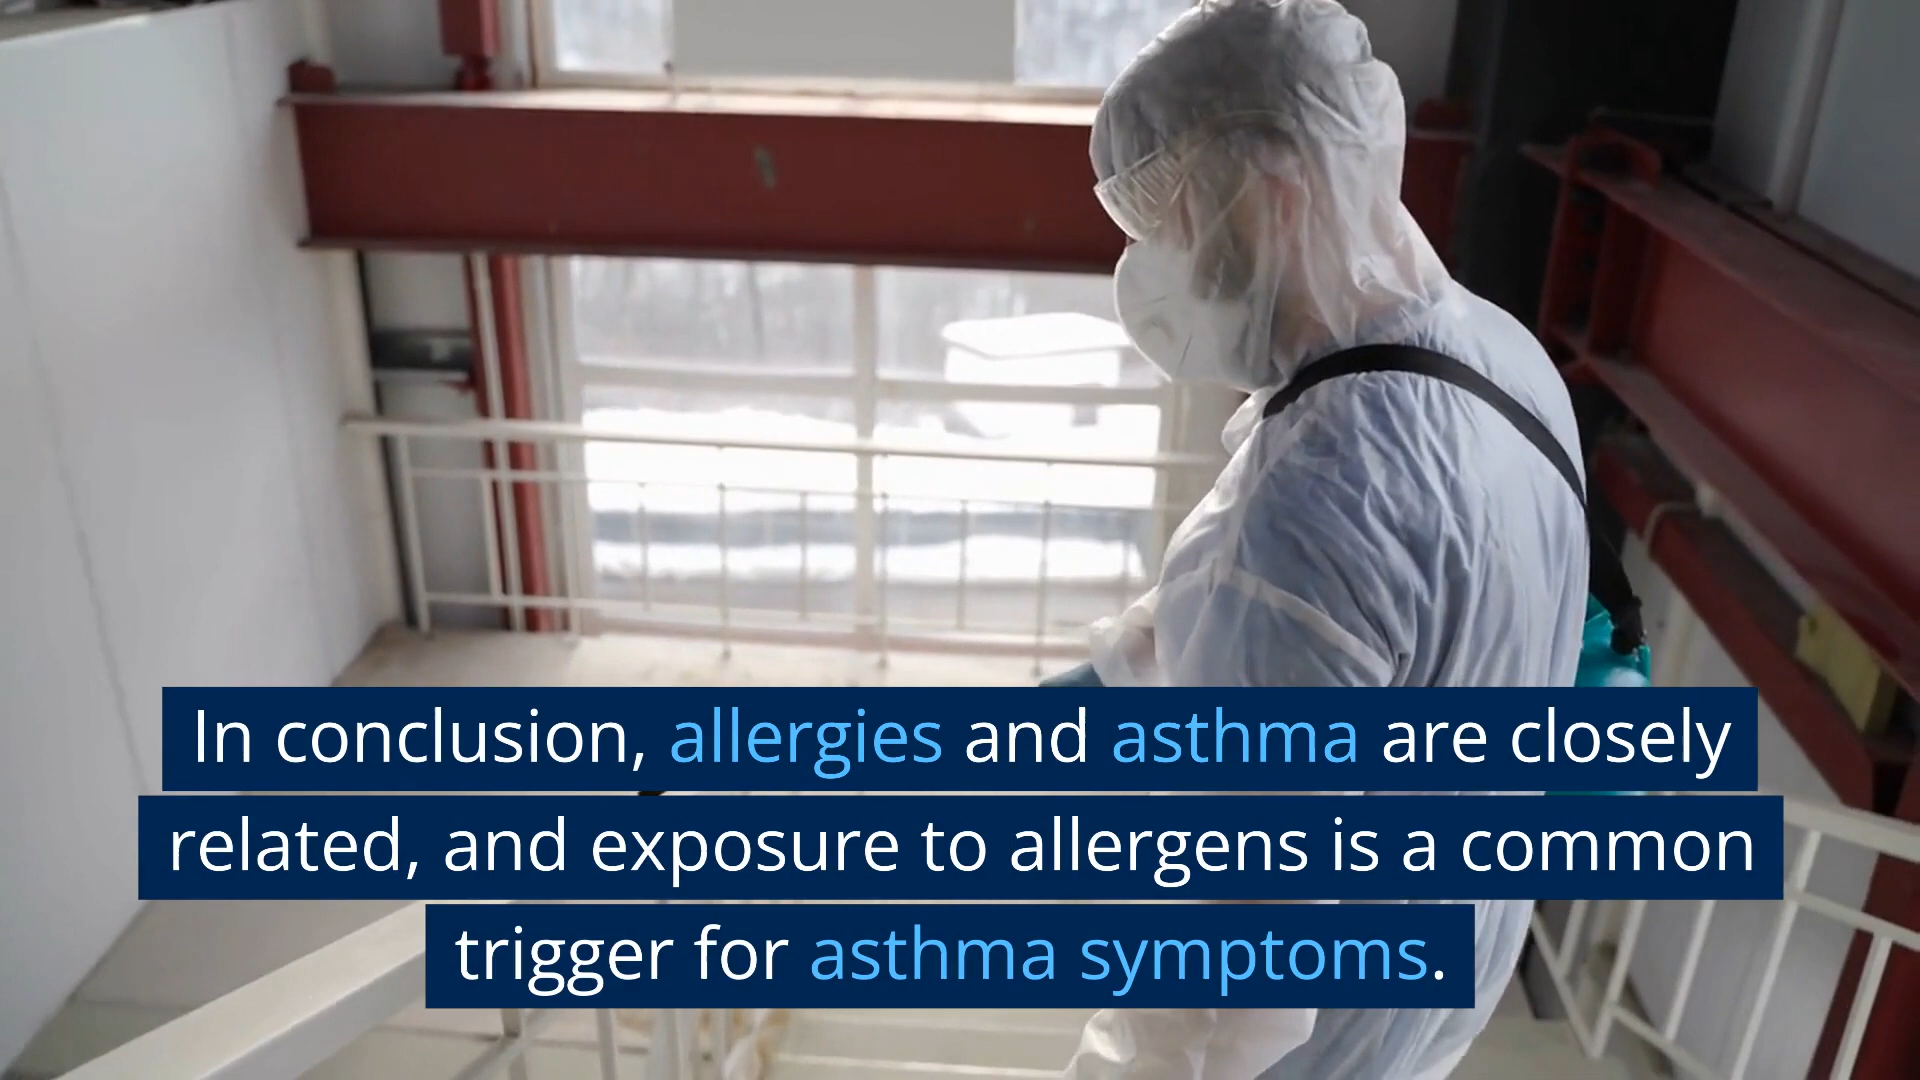 In conclusion, allergies and asthma are closely
related, and exposure to allergens is a common
trigger for asthma symptoms.